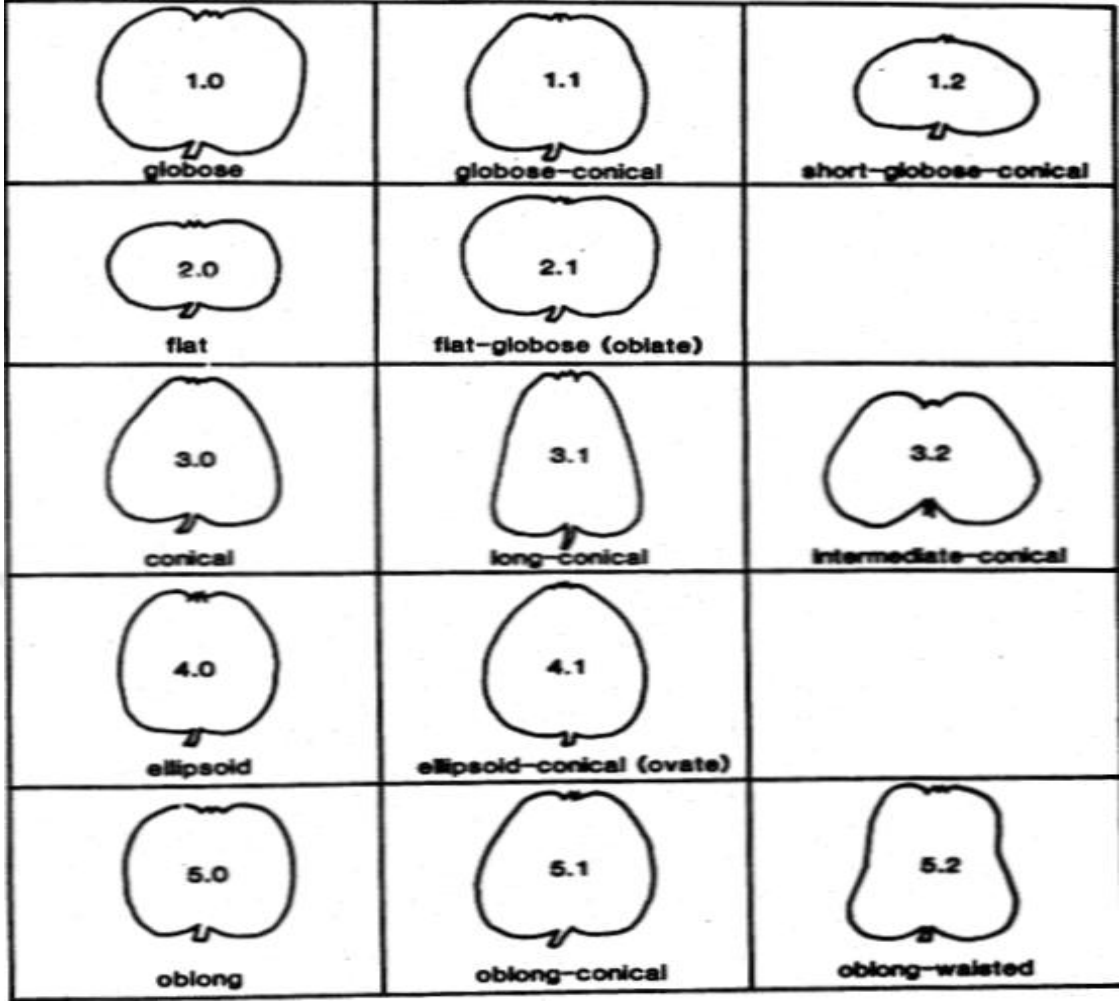 1.0
globose
1.1
globose-conical
1.2
short-globose-conical
2.0
flat
2.1
flat-globose (oblate)
3.0
conical
3.1
long-conical
3.2
intermediate-conical
4.0
ellipsoid
4.1
ellipsoid-conical (ovate)
5.0
oblong
5.1
oblong-conical
5.2
oblong-waisted